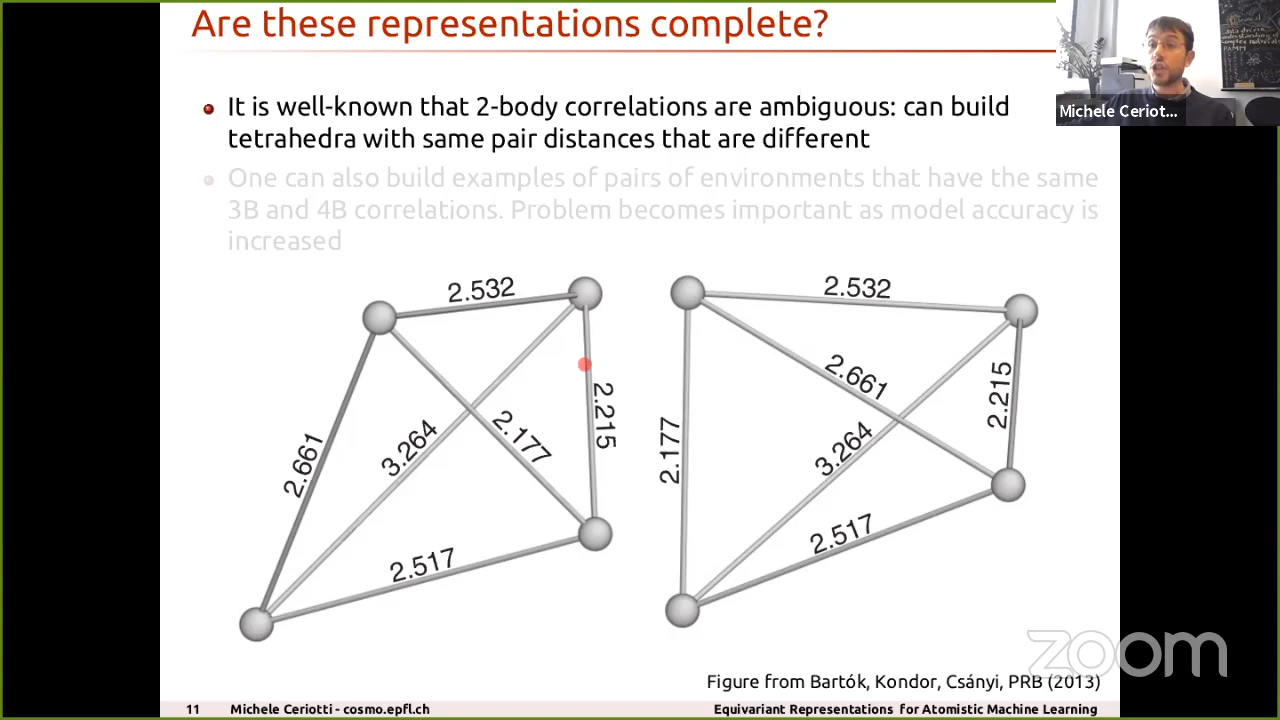 Are these representations complete?
Michele Ceriot...
It is well-known that 2-body correlations are ambiguous: can build
tetrahedra with same pair distances that are different
One can also build examples of pairs of environments that have the same
3B and 4B correlations. Problem becomes important as model accuracy is
increased
2.532
2.661
3.264
2.177
2.215
2.517
2.532
2.661
2.215
2.177
3.264
2.517
zoom
Figure from Bartók, Kondor, Csányi, PRB (2013)
11 Michele Ceriotti - cosmo.epfl.ch Equivariant Representations for Atomistic Machine Learning